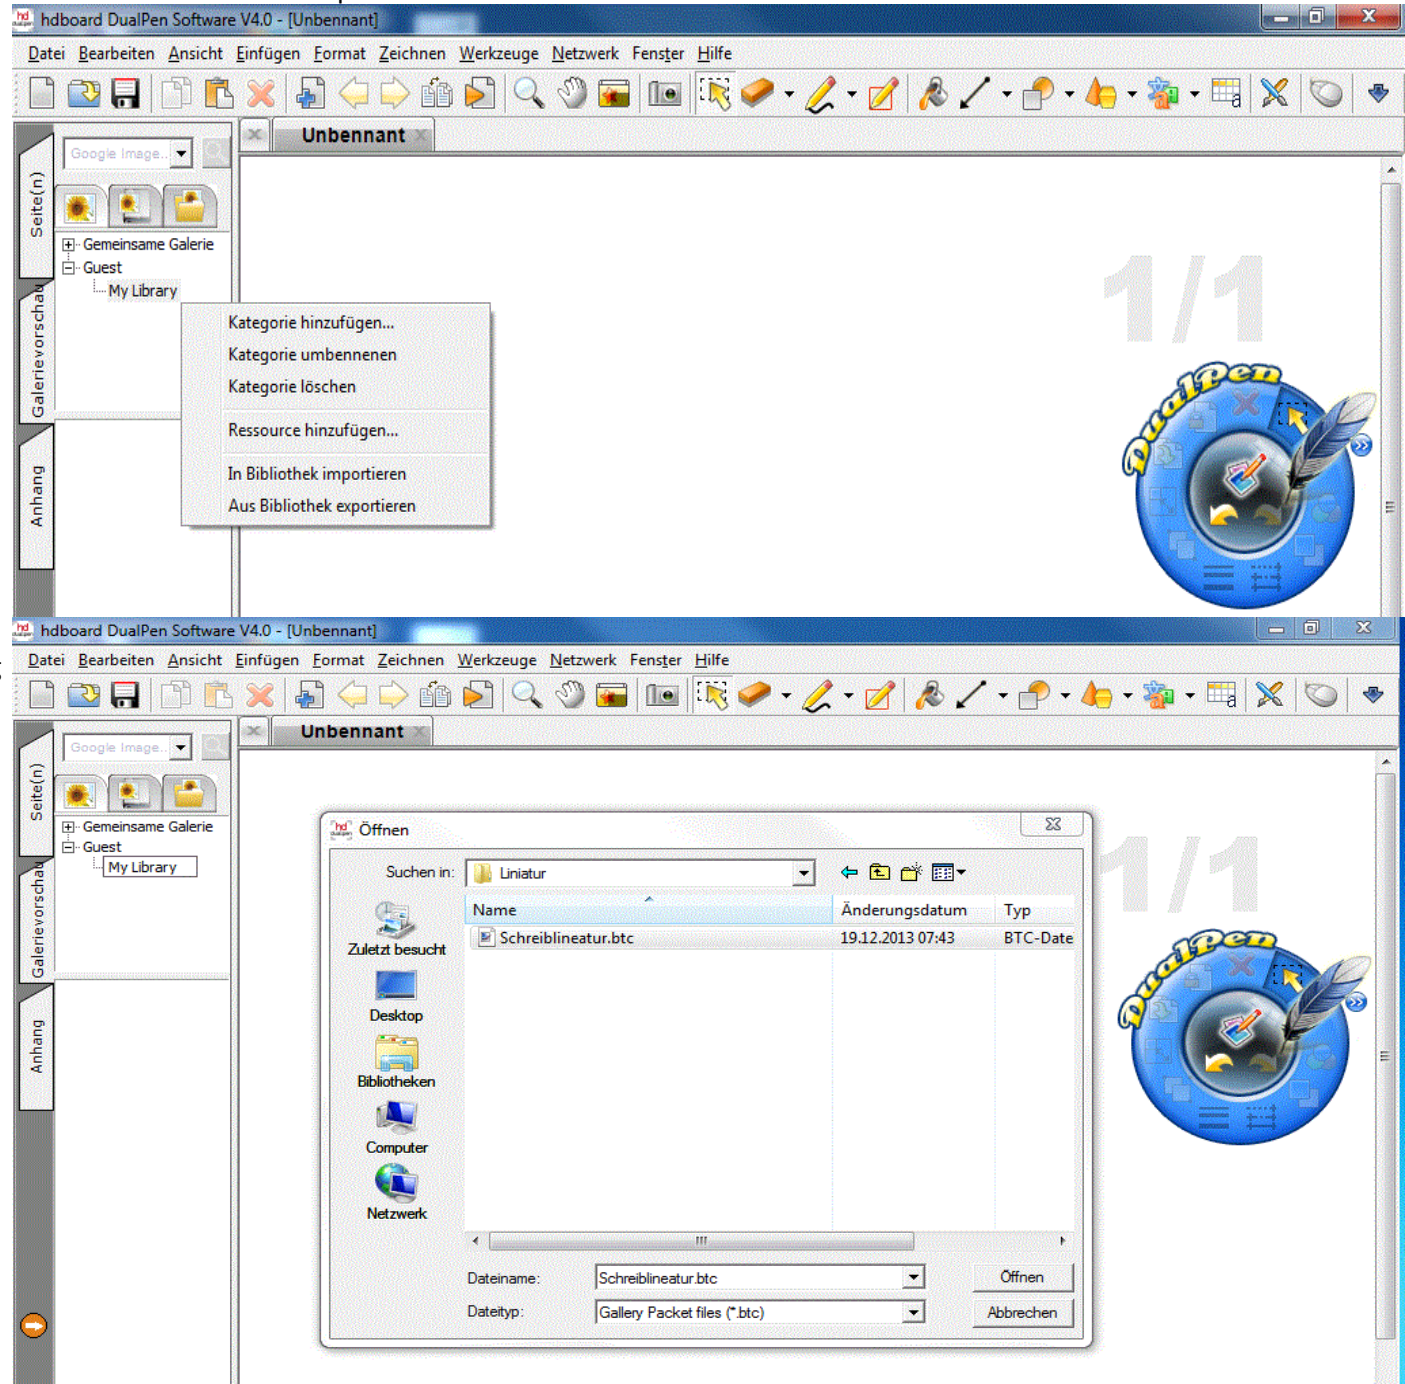 hdboard DualPen Software V4.0 - [Unbennant]
Datei Bearbeiten Ansicht Einfügen Format Zeichnen Werkzeuge Netzwerk Fenster Hilfe
Unbennant
Google Image..
Seite(n)
Gemeinsame Galerie
Guest
My Library
Galerievorschau
Anhang
Kategorie hinzufügen...
Kategorie umbennenen
Kategorie löschen
Ressource hinzufügen...
In Bibliothek importieren
Aus Bibliothek exportieren
1/1
DualPen
hdboard DualPen Software V4.0 - [Unbennant]
Datei Bearbeiten Ansicht Einfügen Format Zeichnen Werkzeuge Netzwerk Fenster Hilfe
Unbennant
Google Image..
Seite(n)
Gemeinsame Galerie
Guest
My Library
Galerievorschau
Anhang
Öffnen
Suchen in: Liniatur
Name Änderungsdatum Typ
Schreiblineatur.btc 19.12.2013 07:43 BTC-Date
Zuletzt besucht
Desktop
Bibliotheken
Computer
Netzwerk
Dateiname: Schreiblineatur.btc Öffnen
Dateityp: Gallery Packet files (*.btc) Abbrechen
1/1
DualPen